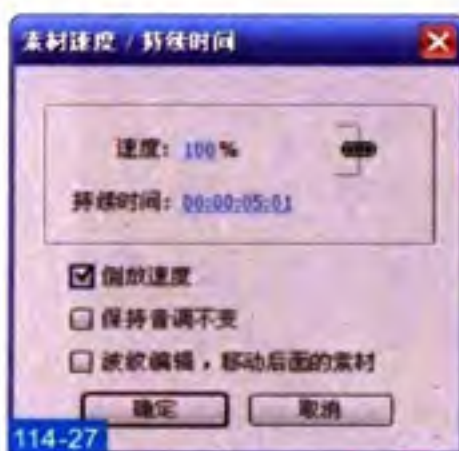 素材速度 / 持续时间
速度: 100 %
持续时间: 00:00:05:01
倒放速度
保持音调不变
波纹编辑，移动后面的素材
确定 取消
114-27